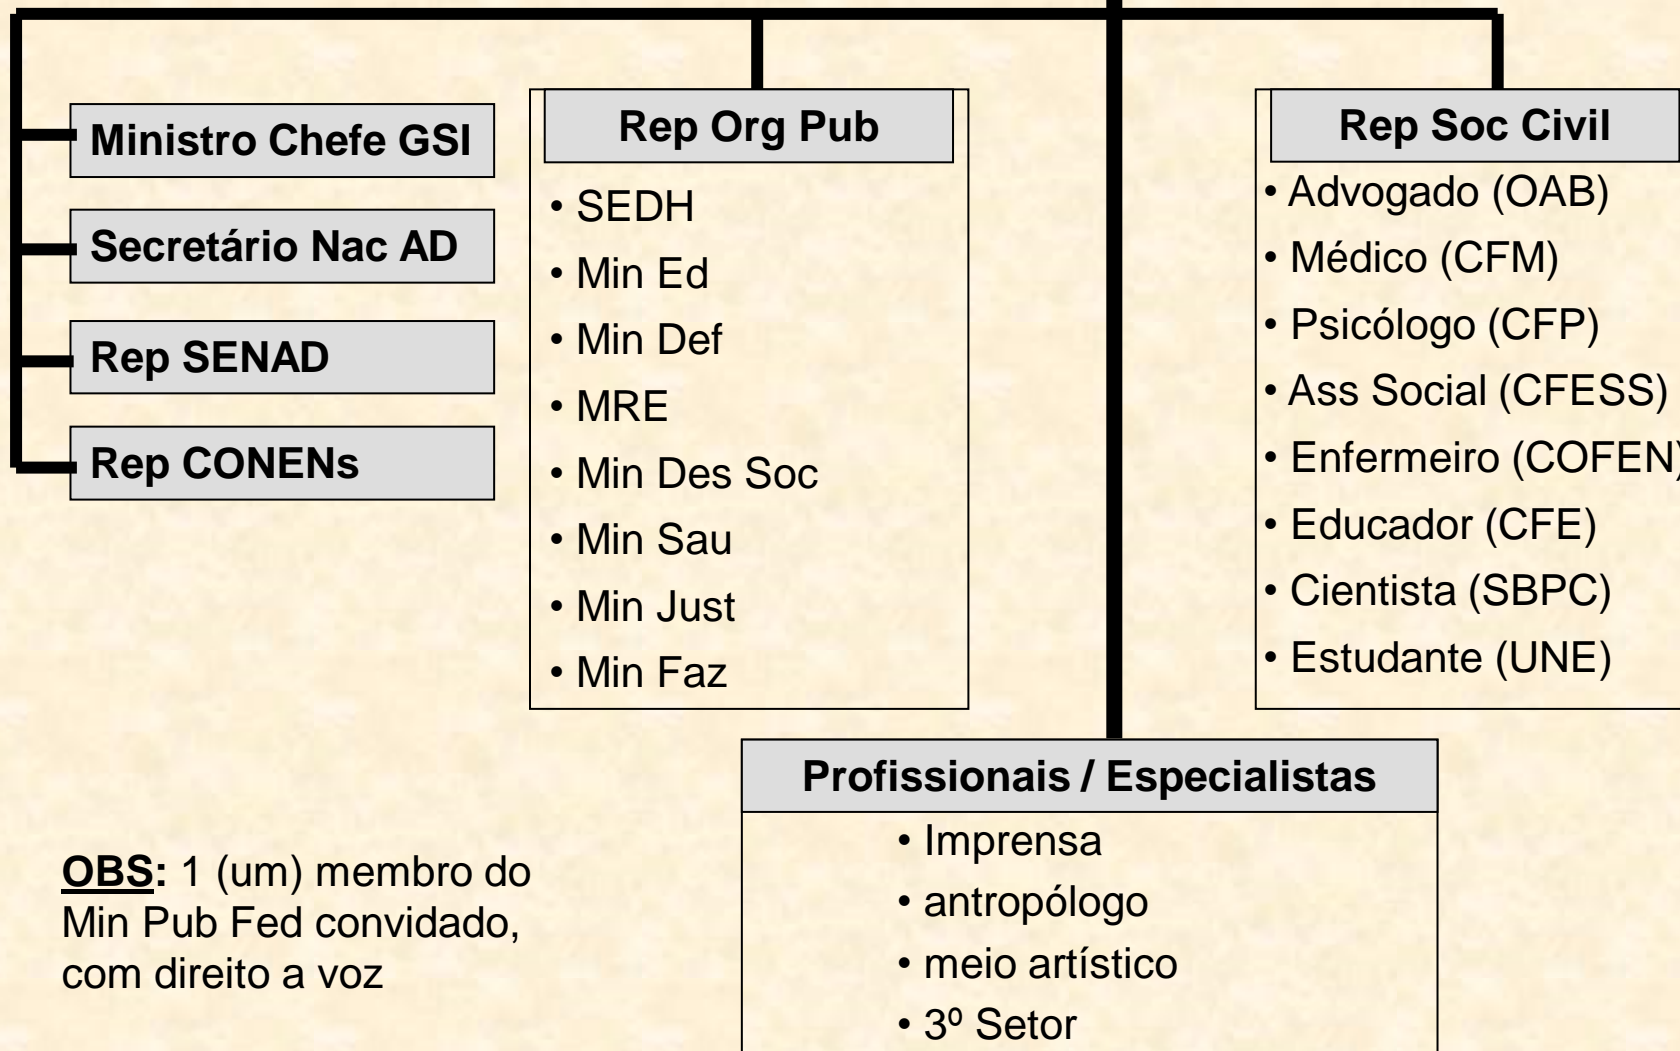 Ministro Chefe GSI
Secretário Nac AD
Rep SENAD
Rep CONENs
Rep Org Pub
• SEDH
• Min Ed
• Min Def
• MRE
• Min Des Soc
• Min Sau
• Min Just
• Min Faz
Rep Soc Civil
• Advogado (OAB)
• Médico (CFM)
• Psicólogo (CFP)
• Ass Social (CFESS)
• Enfermeiro (COFEN)
• Educador (CFE)
• Cientista (SBPC)
• Estudante (UNE)
Profissionais / Especialistas
• Imprensa
• antropólogo
• meio artístico
• 3º Setor
OBS: 1 (um) membro do
Min Pub Fed convidado,
com direito a voz